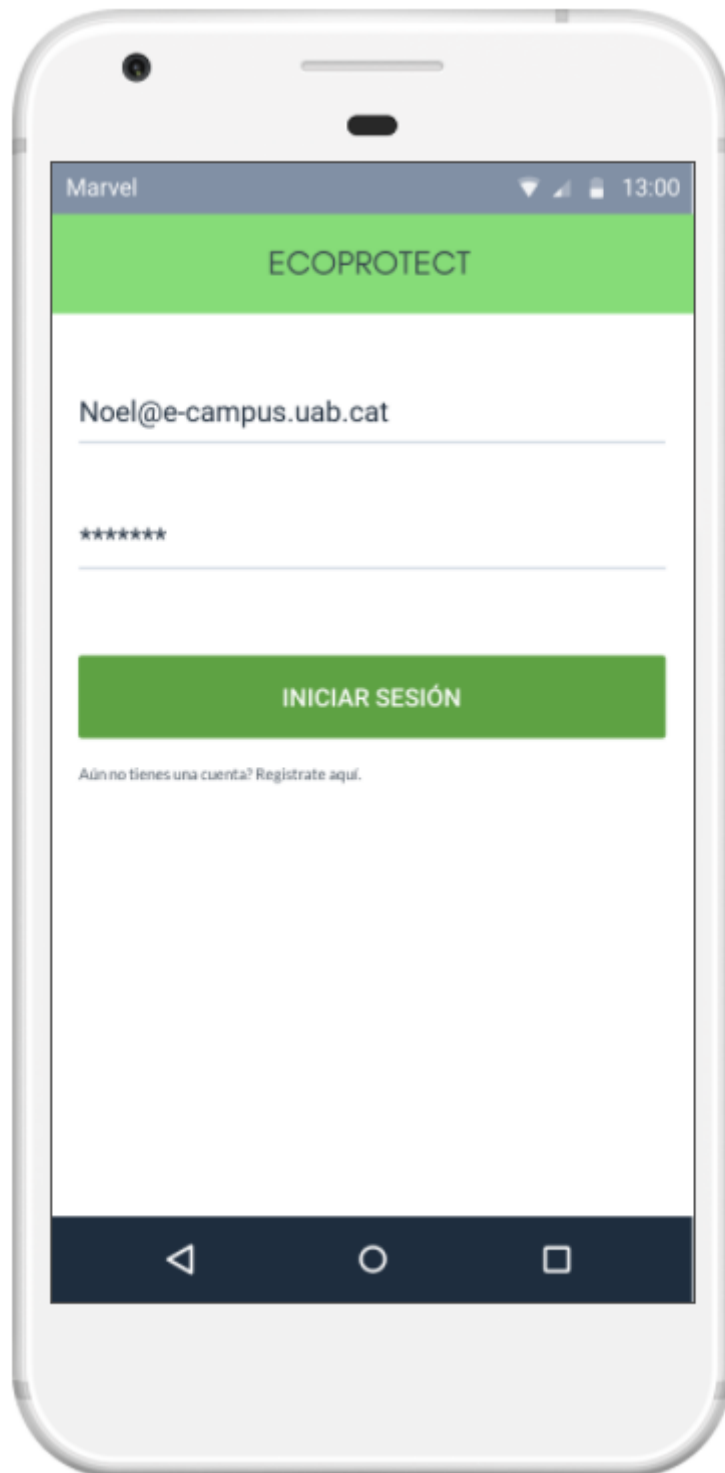 Marvel 13:00
ECOPROTECT
Noel@e-campus.uab.cat
*******
INICIAR SESIÓN
Aún no tienes una cuenta? Registrate aquí.